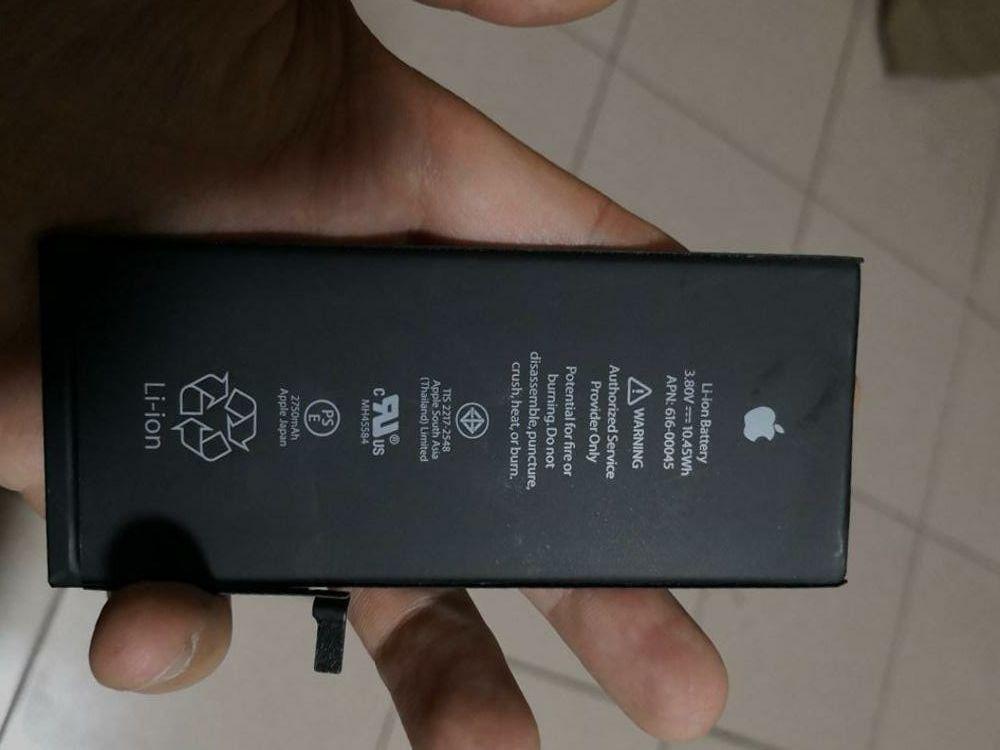 Li-ion Battery
3.80V ⎓ 10.45Wh
APN: 616-00045
WARNING
Authorized Service
Provider Only
Potential for fire or
burning. Do not
disassemble, puncture,
crush, heat, or burn.
TIS 2217-2548
Apple South Asia
(Thailand) Limited
c UL® US
MH45584
PS
E
2750mAh
Apple Japan
Li-ion